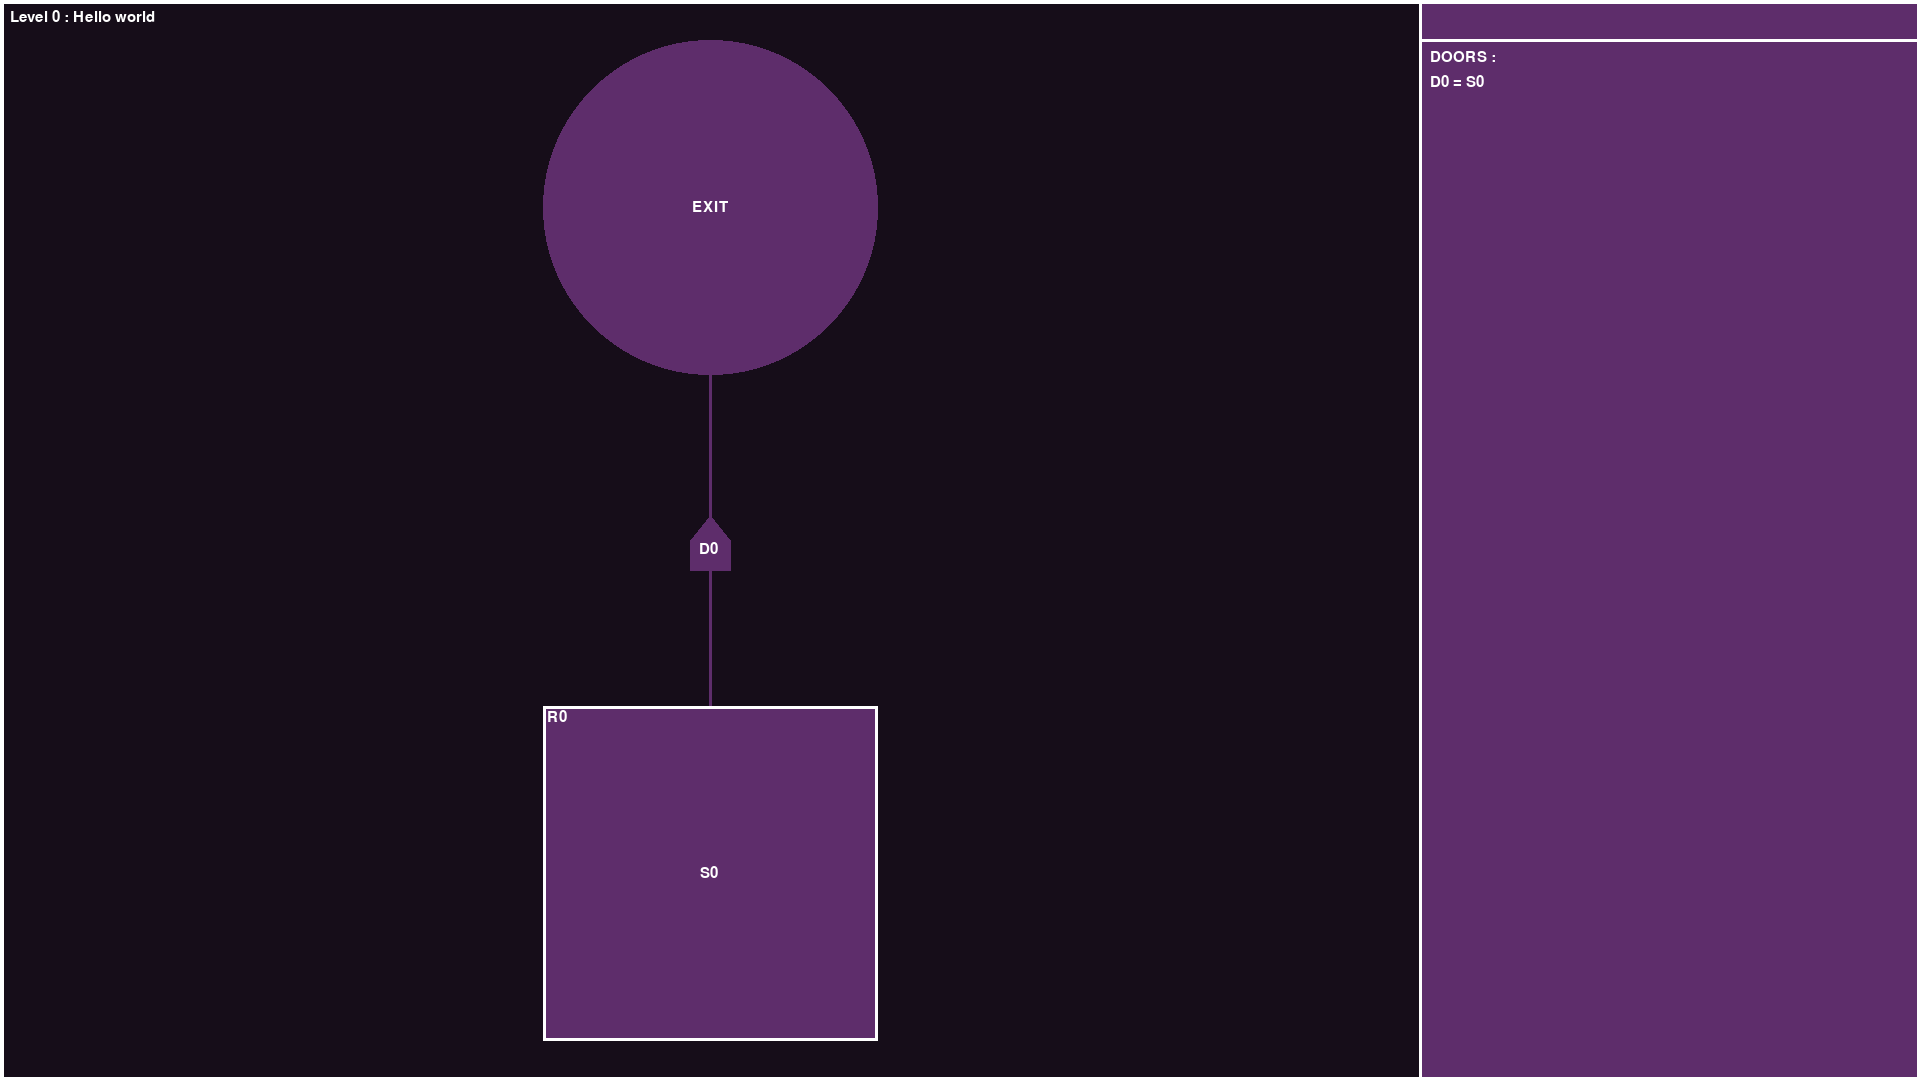 Level 0 : Hello world
EXIT
D0
R0
S0
DOORS :
D0 = S0